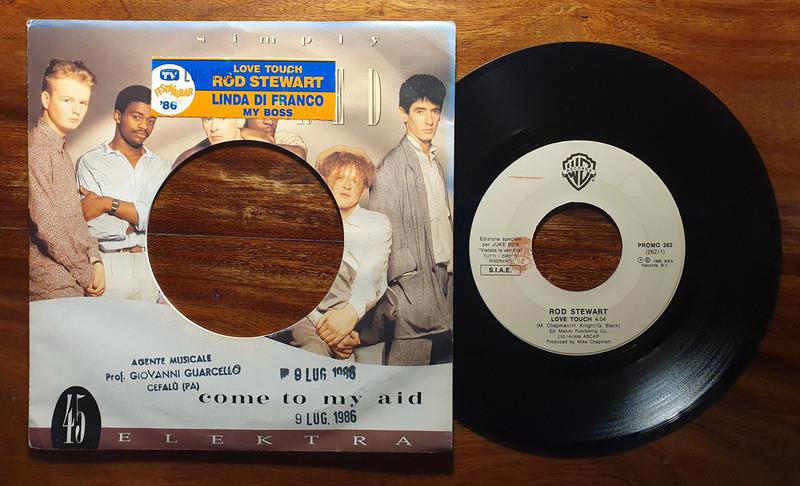 simply
RED
TV
FESTIVALBAR
'86
LUG.
LOVE TOUCH
ROD STEWART
LINDA DI FRANCO
MY BOSS
AGENTE MUSICALE
Prof. GIOVANNI GUARCELLO
CEFALÙ (PA)
9 LUG. 1986
come to my aid
9 LUG. 1986
45
ELEKTRA
Edizione speciale
per JUKE BOX
"Vietata la vendita"
TUTTI I DIRITTI
RISERVATI
S.I.A.E.
PROMO 262
(262/1)
℗ © 1986 WEA
Records, B.V.
ROD STEWART
LOVE TOUCH 4.04
(M. Chapman/H. Knight/G. Black)
Ed. Makiki Publishing Co.
Ltd./Arista ASCAP
Produced by Mike Chapman